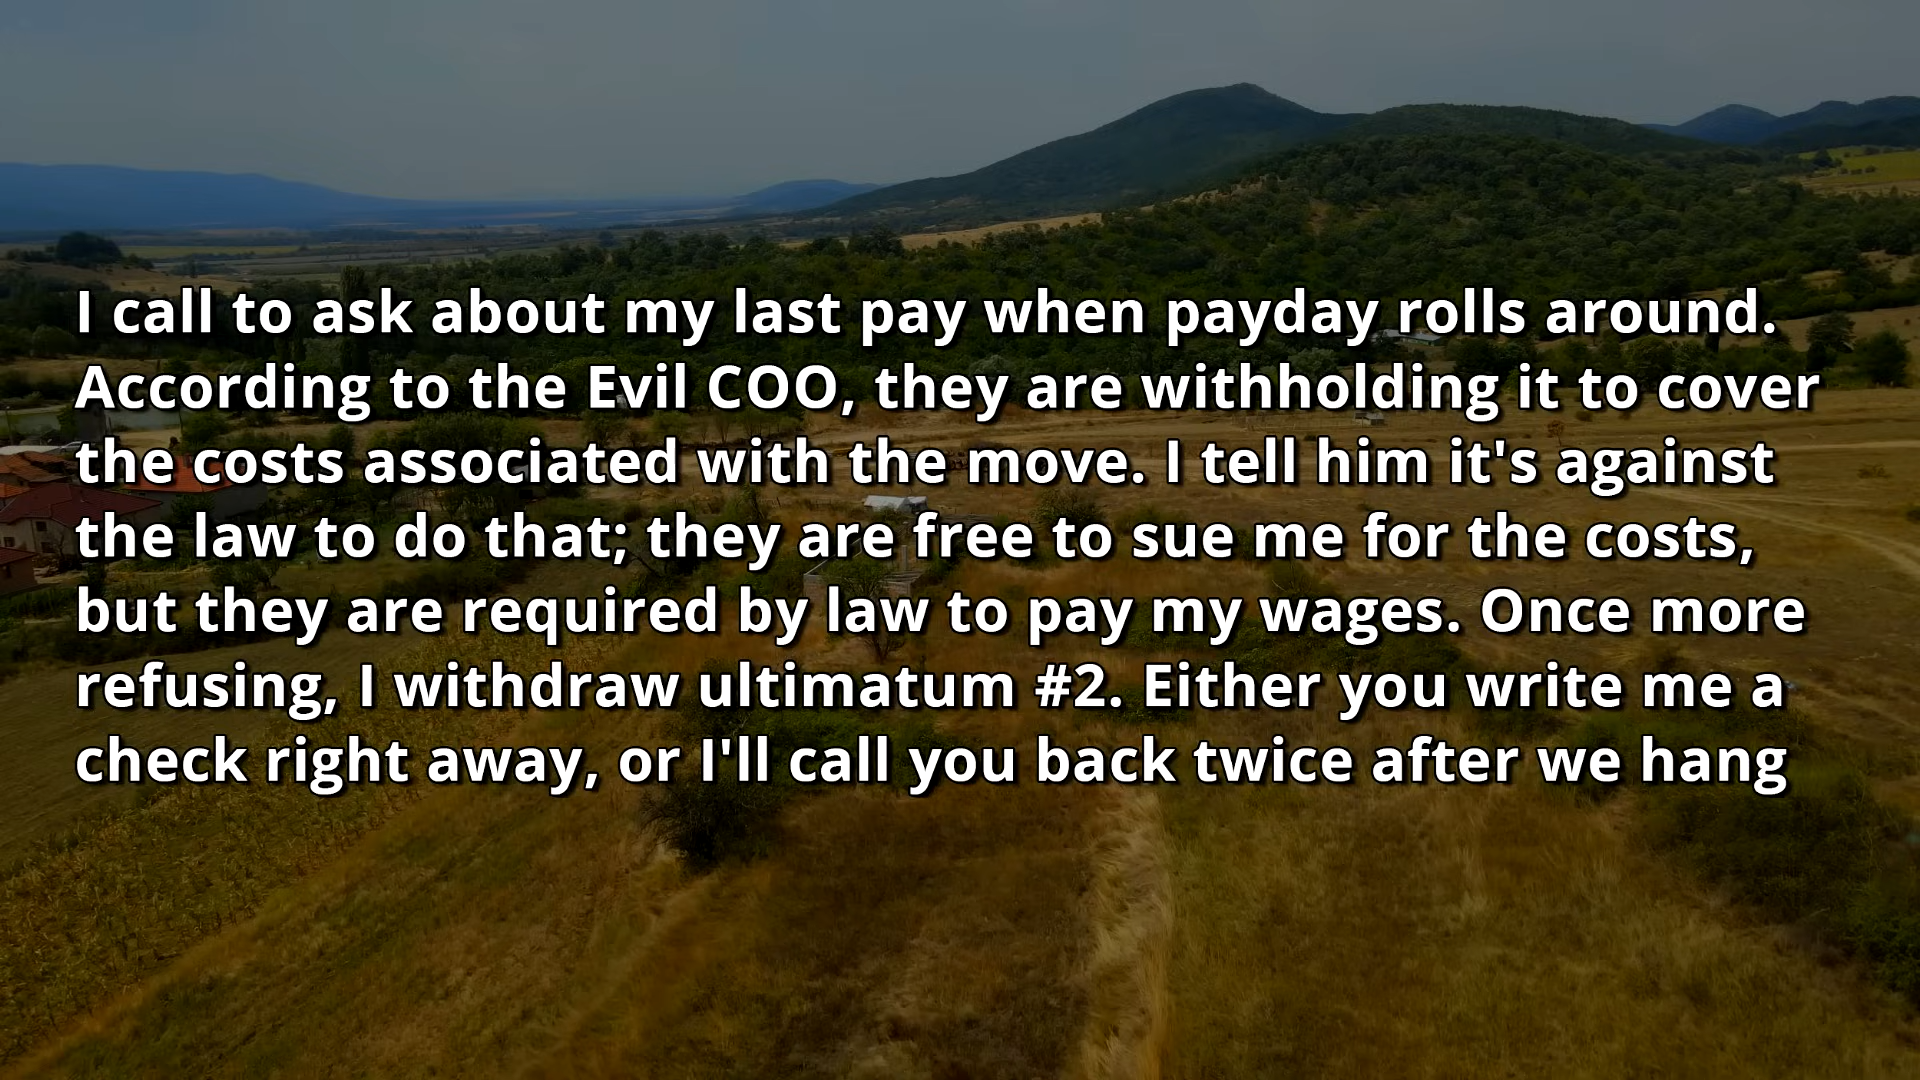 I call to ask about my last pay when payday rolls around.
According to the Evil COO, they are withholding it to cover
the costs associated with the move. I tell him it's against
the law to do that; they are free to sue me for the costs,
but they are required by law to pay my wages. Once more
refusing, I withdraw ultimatum #2. Either you write me a
check right away, or I'll call you back twice after we hang